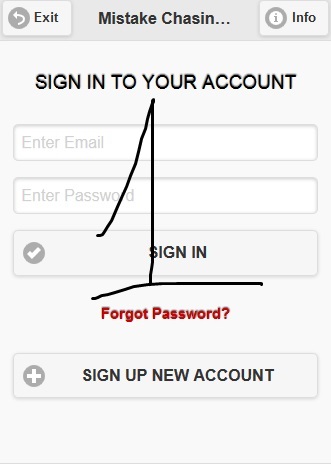 Exit
Mistake Chasin…
Info
SIGN IN TO YOUR ACCOUNT
Enter Email
Enter Password
SIGN IN
Forgot Password?
SIGN UP NEW ACCOUNT